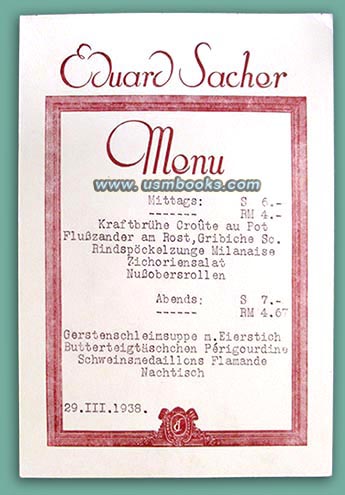 Eduard Sacher
Menu
www.usmbooks.com
Mittags: S 6.-
------- RM 4.-
Kraftbrühe Croûte au Pot
Flußzander am Rost,Gribiche Sc.
Rindspöckelzunge Milanaise
Zichoriensalat
Nußobersrollen
Abends: S 7.-
------ RM 4.67
Gerstenschleimsuppe m.Eierstich
Butterteigtäschchen Périgourdine
Schweinsmedaillons Flamande
Nachtisch
29.III.1938.